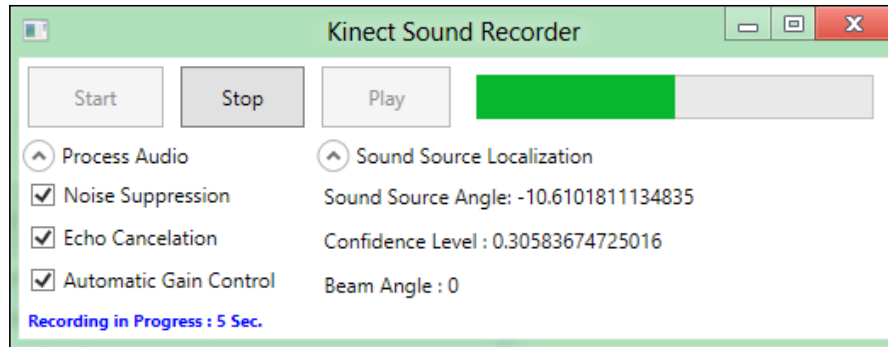 Kinect Sound Recorder
Start Stop Play
Process Audio Sound Source Localization
Noise Suppression Sound Source Angle: -10.6101811134835
Echo Cancelation Confidence Level : 0.30583674725016
Automatic Gain Control Beam Angle : 0
Recording in Progress : 5 Sec.